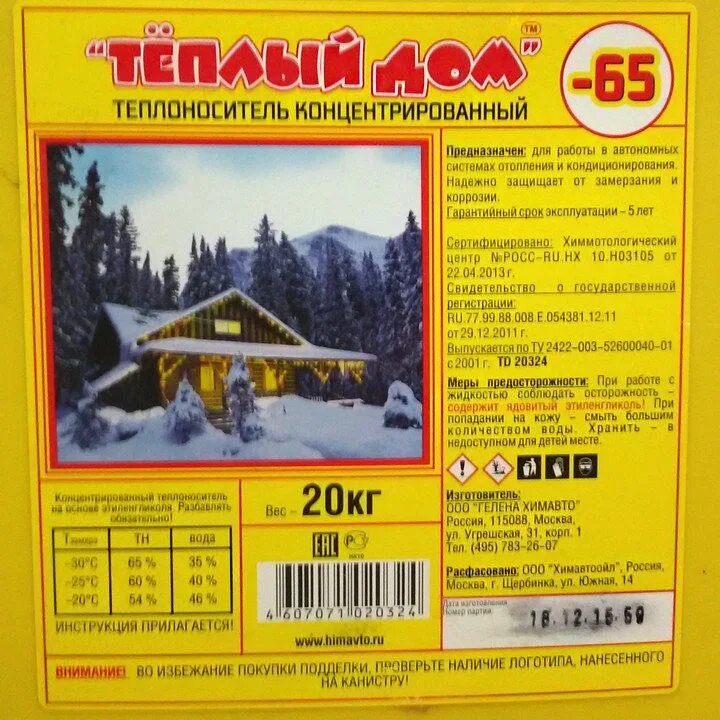 "ТЁПЛЫЙ ДОМ"™
-65
ТЕПЛОНОСИТЕЛЬ КОНЦЕНТРИРОВАННЫЙ
Предназначен: для работы в автономных
системах отопления и кондиционирования.
Надежно защищает от замерзания и
коррозии.
Гарантийный срок эксплуатации – 5 лет
Сертифицировано: Химмотологический
центр №РОСС-RU.НХ 10.Н03105 от
22.04.2013 г.
Свидетельство о государственной
регистрации:
RU.77.99.88.008.Е.054381.12.11
от 29.12.2011 г.
Выпускается по ТУ 2422-003-52600040-01
с 2001 г. TD 20324
Меры предосторожности: При работе с
жидкостью соблюдать осторожность –
содержит ядовитый этиленгликоль! При
попадании на кожу – смыть большим
количеством воды. Хранить – в
недоступном для детей месте.
Изготовитель:
ООО "ГЕЛЕНА ХИМАВТО"
Россия, 115088, Москва,
ул. Угрешская, 31, корп. 1
Тел. (495) 783-26-07
Расфасовано: ООО "Химавтоойл", Россия,
Москва, г. Щербинка, ул. Южная, 14
Дата изготовления
Номер партии
18.12.15 59
Концентрированный теплоноситель
на основе этиленгликоля. Разбавлять
обязательно!
Tзамерз ТН вода
-30°C 65 % 35 %
-25°C 60 % 40 %
-20°C 54 % 46 %
ИНСТРУКЦИЯ ПРИЛАГАЕТСЯ!
Вес – 20кг
ЕАС
4 607071 020324
www.himavto.ru
ВНИМАНИЕ! ВО ИЗБЕЖАНИЕ ПОКУПКИ ПОДДЕЛКИ, ПРОВЕРЬТЕ НАЛИЧИЕ ЛОГОТИПА, НАНЕСЕННОГО
НА КАНИСТРУ!